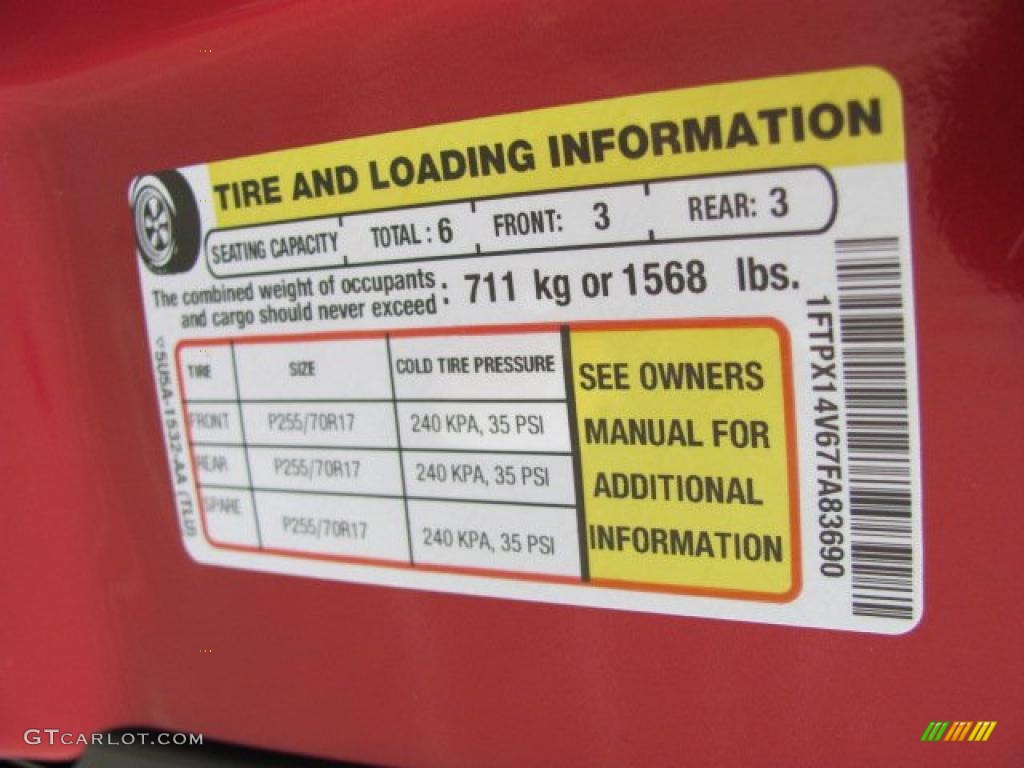 TIRE AND LOADING INFORMATION
SEATING CAPACITY TOTAL : 6 FRONT: 3 REAR: 3
The combined weight of occupants
and cargo should never exceed : 711 kg or 1568 lbs.
TIRE SIZE COLD TIRE PRESSURE
FRONT P255/70R17 240 KPA, 35 PSI
REAR P255/70R17 240 KPA, 35 PSI
SPARE P255/70R17 240 KPA, 35 PSI
SEE OWNERS
MANUAL FOR
ADDITIONAL
INFORMATION
1FTPX14V67FA83690
5U5A-1532-AA
GTCARLOT.COM